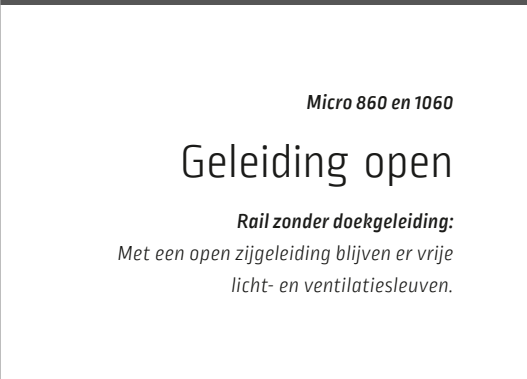 Micro 860 en 1060
Geleiding open
Rail zonder doekgeleiding:
Met een open zijgeleiding blijven er vrije
licht- en ventilatiesleuven.